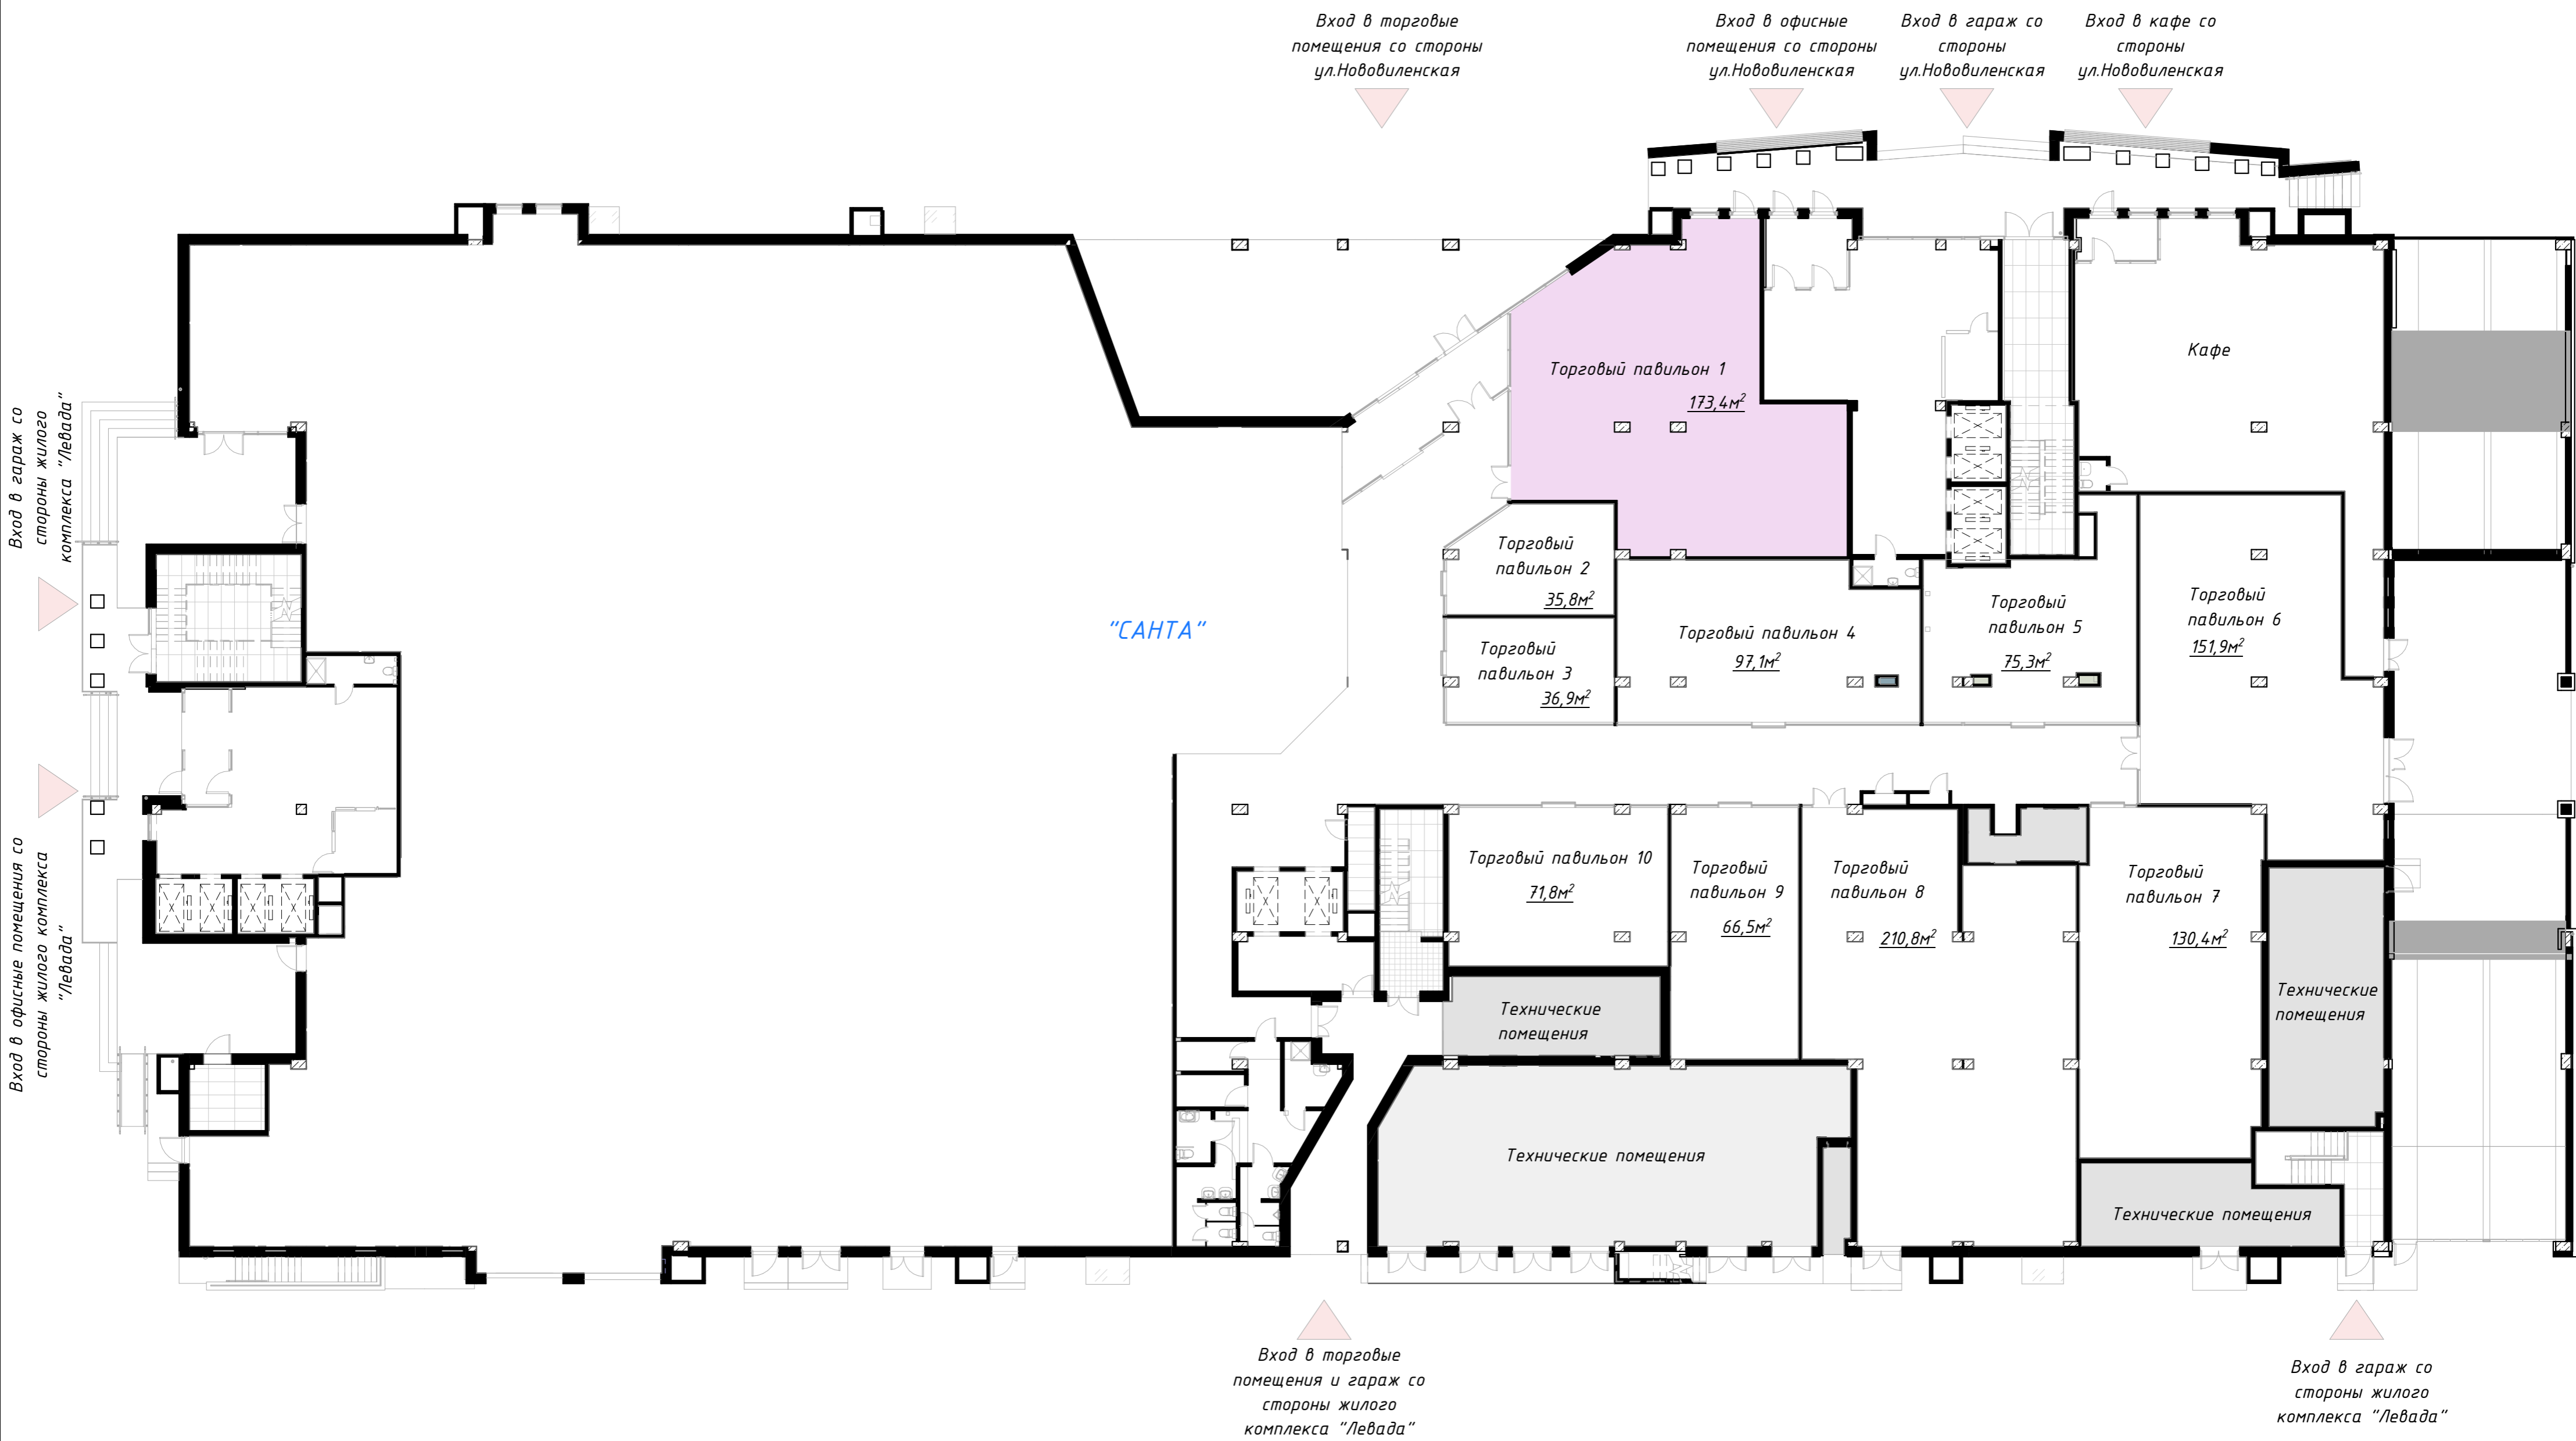 Вход в торговые
помещения со стороны
ул.Нововиленская
Вход в офисные
помещения со стороны
ул.Нововиленская
Вход в гараж со
стороны
ул.Нововиленская
Вход в кафе со
стороны
ул.Нововиленская
Вход в гараж со
стороны жилого
комплекса "Левада"
Вход в офисные помещения со
стороны жилого комплекса
"Левада"
"САНТА"
Торговый павильон 1
173,4м²
Кафе
Торговый
павильон 2
35,8м²
Торговый
павильон 3
36,9м²
Торговый павильон 4
97,1м²
Торговый
павильон 5
75,3м²
Торговый
павильон 6
151,9м²
Торговый павильон 10
71,8м²
Торговый
павильон 9
66,5м²
Торговый
павильон 8
210,8м²
Торговый
павильон 7
130,4м²
Технические
помещения
Технические
помещения
Технические помещения
Технические помещения
Вход в торговые
помещения и гараж со
стороны жилого
комплекса "Левада"
Вход в гараж со
стороны жилого
комплекса "Левада"